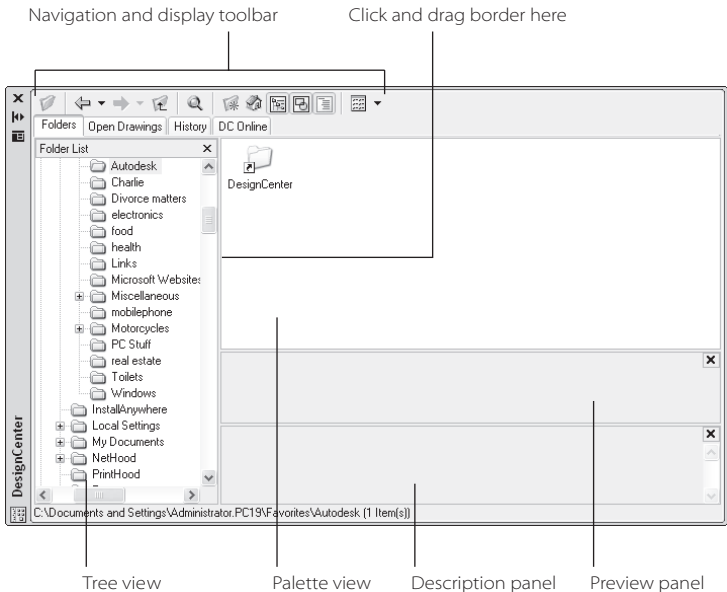 Navigation and display toolbar
Click and drag border here
Folders
Open Drawings
History
DC Online
Folder List
Autodesk
Charlie
Divorce matters
electronics
food
health
Links
Microsoft Websites
Miscellaneous
mobilephone
Motorcycles
PC Stuff
real estate
Toilets
Windows
InstallAnywhere
Local Settings
My Documents
NetHood
PrintHood
DesignCenter
DesignCenter
C:\Documents and Settings\Administrator.PC19\Favorites\Autodesk (1 Item(s))
Tree view
Palette view
Description panel
Preview panel